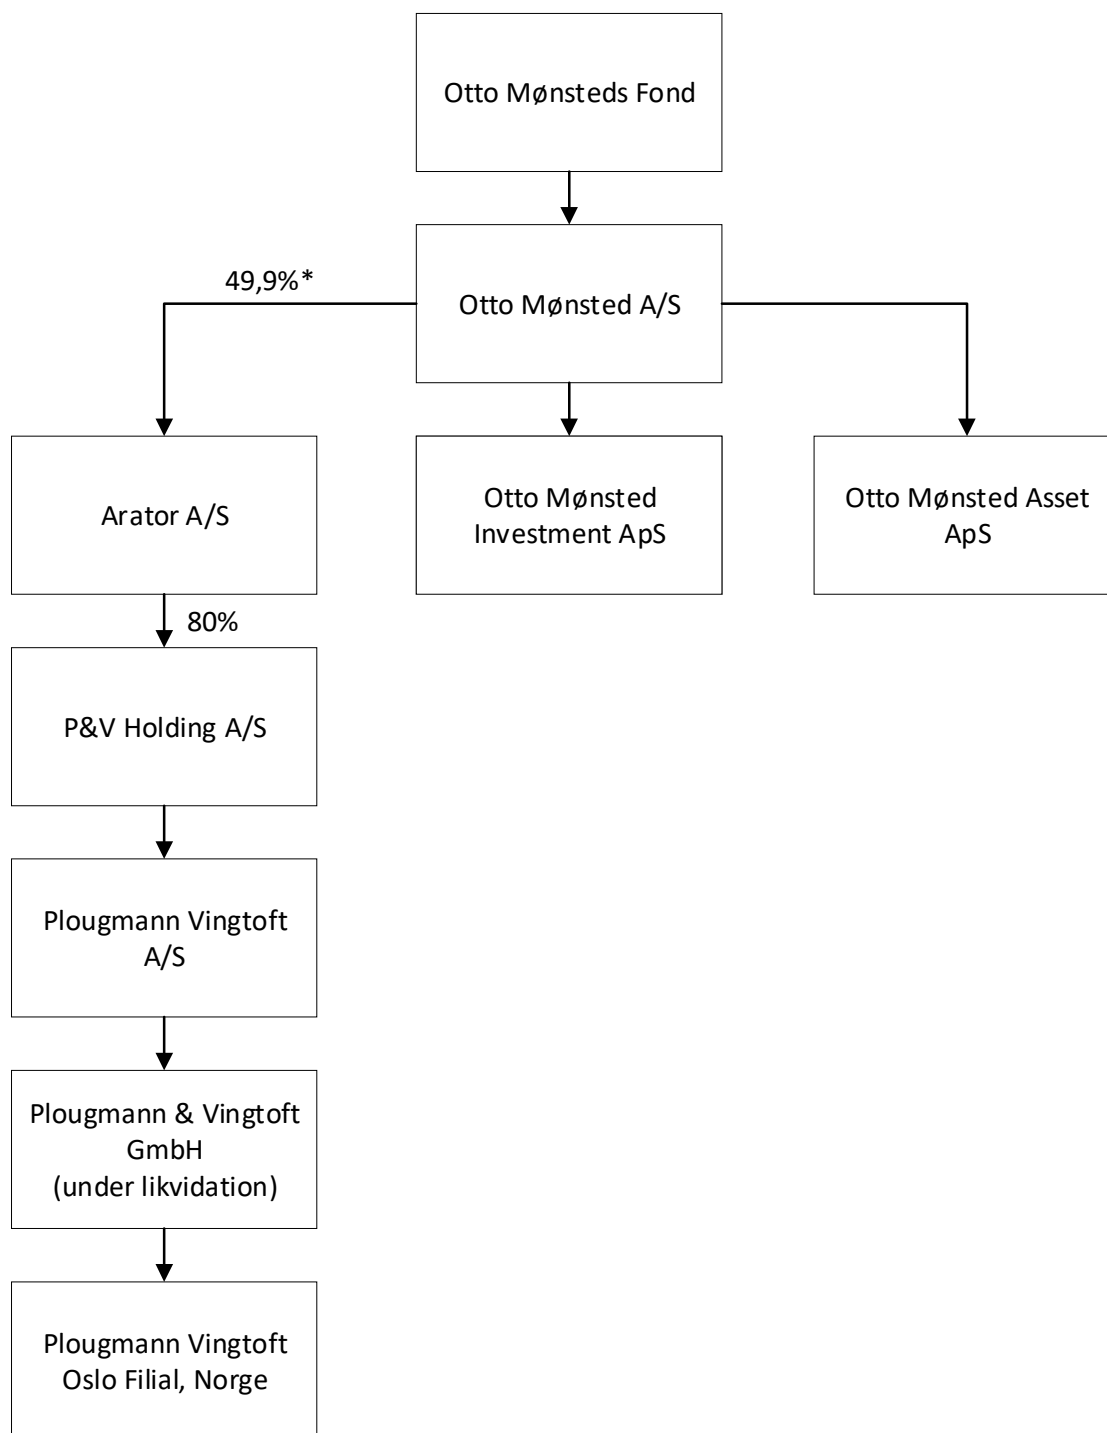 Otto Mønsteds Fond
49,9%*
Otto Mønsted A/S
Arator A/S
Otto Mønsted
Investment ApS
Otto Mønsted Asset
ApS
80%
P&V Holding A/S
Plougmann Vingtoft
A/S
Plougmann & Vingtoft
GmbH
(under likvidation)
Plougmann Vingtoft
Oslo Filial, Norge